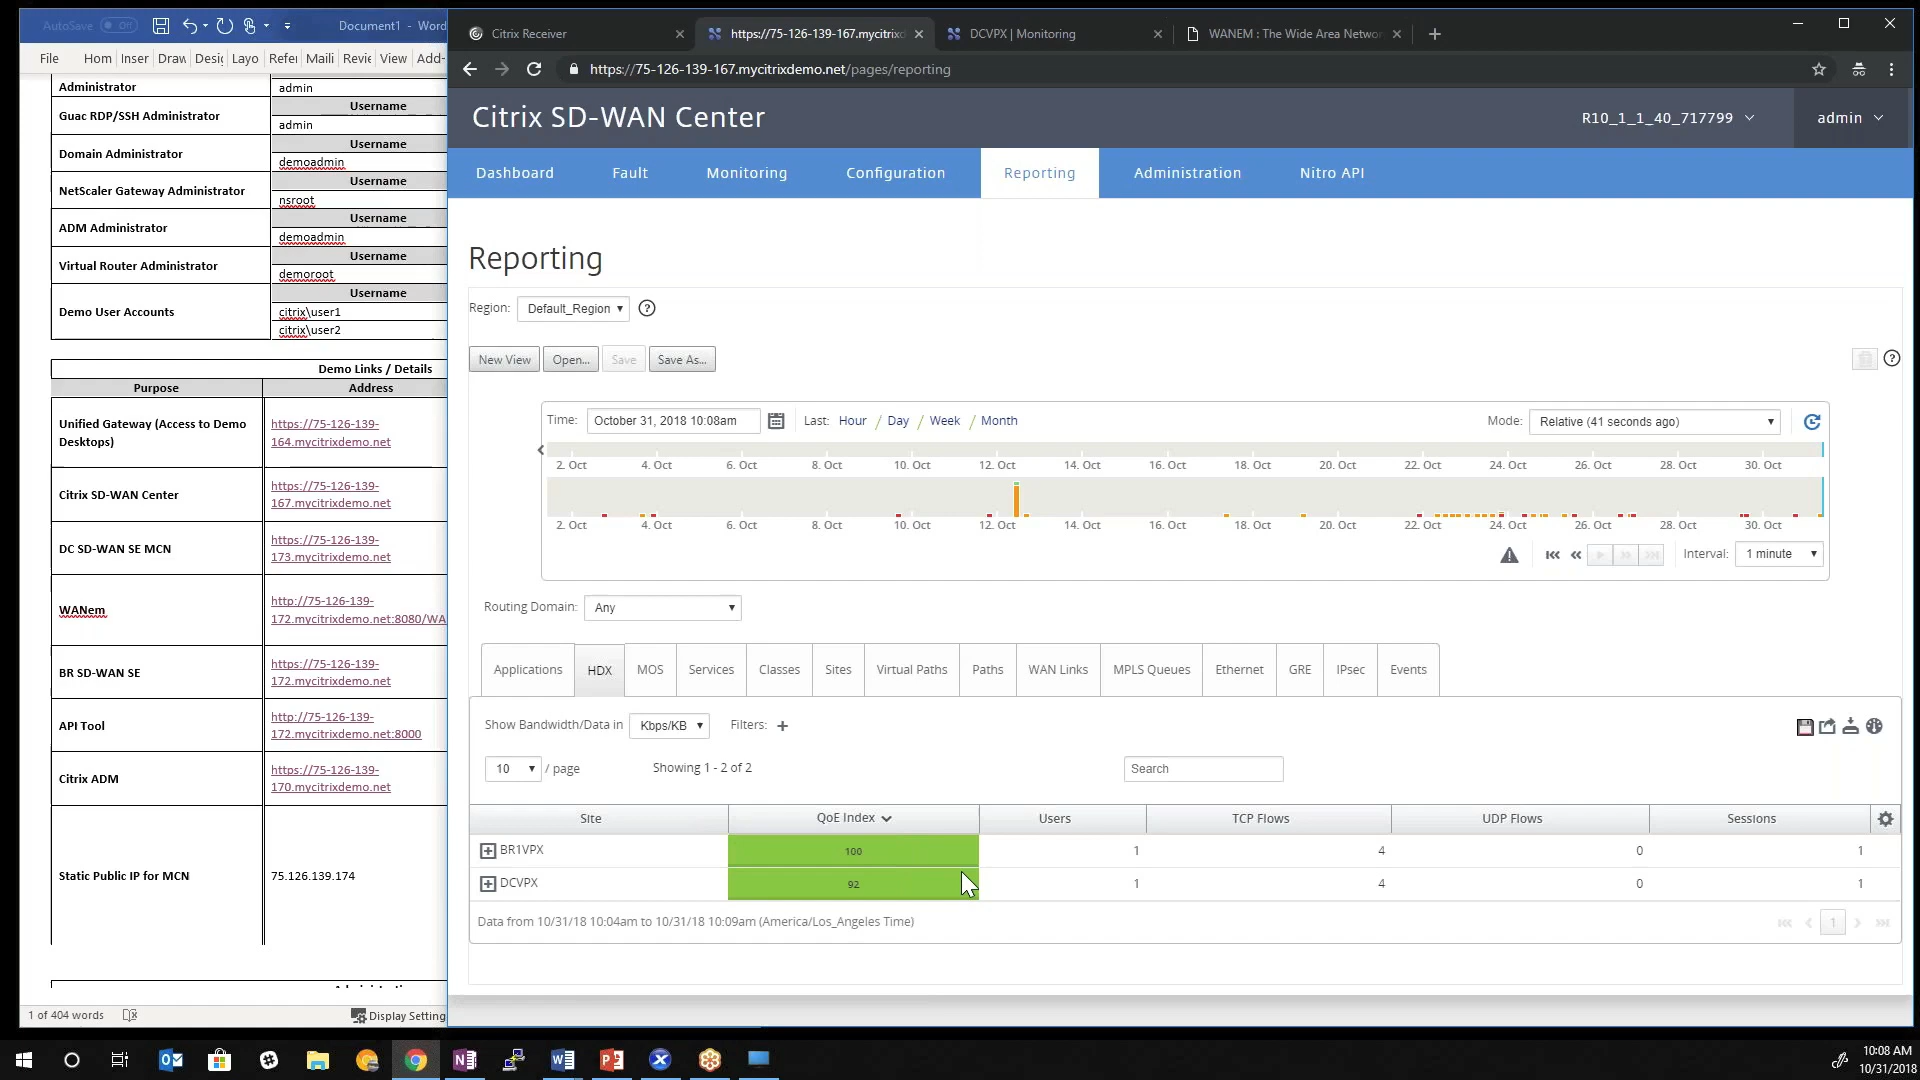 AutoSave Off Document1 - Word
File Hom Inser Draw Desig Layo Refer Maili Revie View Add-
Administrator admin
Guac RDP/SSH Administrator Username
admin
Domain Administrator Username
demoadmin
NetScaler Gateway Administrator Username
nsroot
ADM Administrator Username
demoadmin
Virtual Router Administrator Username
demoroot
Demo User Accounts Username
citrix\user1
citrix\user2
Demo Links / Details
Purpose Address
Unified Gateway (Access to Demo
Desktops)
https://75-126-139-
164.mycitrixdemo.net
Citrix SD-WAN Center
https://75-126-139-
167.mycitrixdemo.net
DC SD-WAN SE MCN
https://75-126-139-
173.mycitrixdemo.net
WANem
http://75-126-139-
172.mycitrixdemo.net:8080/WA
BR SD-WAN SE
https://75-126-139-
172.mycitrixdemo.net
API Tool
http://75-126-139-
172.mycitrixdemo.net:8000
Citrix ADM
https://75-126-139-
170.mycitrixdemo.net
Static Public IP for MCN 75.126.139.174
1 of 404 words Display Setting
Citrix Receiver https://75-126-139-167.mycitrixd DCVPX | Monitoring WANEM : The Wide Area Networ
https://75-126-139-167.mycitrixdemo.net/pages/reporting
Citrix SD-WAN Center R10_1_1_40_717799 admin
Dashboard Fault Monitoring Configuration Reporting Administration Nitro API
Reporting
Region: Default_Region ?
New View Open... Save Save As... ?
Time: October 31, 2018 10:08am Last: Hour / Day / Week / Month Mode: Relative (41 seconds ago)
2. Oct 4. Oct 6. Oct 8. Oct 10. Oct 12. Oct 14. Oct 16. Oct 18. Oct 20. Oct 22. Oct 24. Oct 26. Oct 28. Oct 30. Oct
2. Oct 4. Oct 6. Oct 8. Oct 10. Oct 12. Oct 14. Oct 16. Oct 18. Oct 20. Oct 22. Oct 24. Oct 26. Oct 28. Oct 30. Oct
Interval: 1 minute
Routing Domain: Any
Applications HDX MOS Services Classes Sites Virtual Paths Paths WAN Links MPLS Queues Ethernet GRE IPsec Events
Show Bandwidth/Data in Kbps/KB Filters: +
10 / page Showing 1 - 2 of 2 Search
Site QoE Index Users TCP Flows UDP Flows Sessions
BR1VPX 100 1 4 0 1
DCVPX 92 1 4 0 1
Data from 10/31/18 10:04am to 10/31/18 10:09am (America/Los_Angeles Time) 1
10:08 AM
10/31/2018